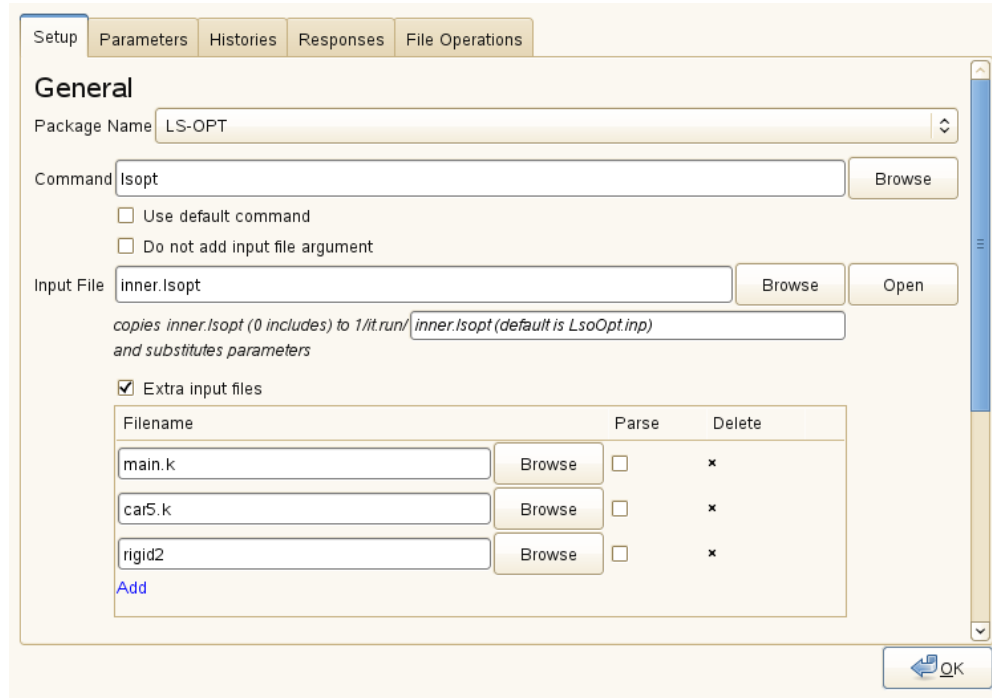 Setup Parameters Histories Responses File Operations
General
Package Name LS-OPT
Command lsopt Browse
Use default command
Do not add input file argument
Input File inner.lsopt Browse Open
copies inner.lsopt (0 includes) to 1/it.run/ inner.lsopt (default is LsoOpt.inp)
and substitutes parameters
Extra input files
Filename Parse Delete
main.k Browse
car5.k Browse
rigid2 Browse
Add
OK